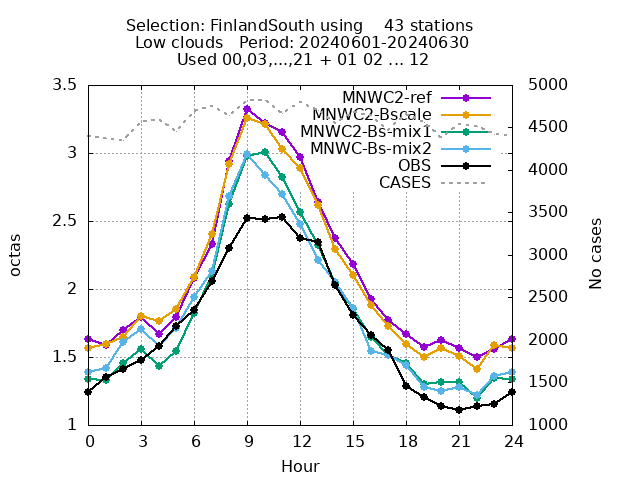 Selection: FinlandSouth using    43 stations
Low clouds   Period: 20240601-20240630
Used 00,03,...,21 + 01 02 ... 12
octas
No cases
3.5
3
2.5
2
1.5
1
5000
4500
4000
3500
3000
2500
2000
1500
1000
MNWC2-ref
MNWC2-Bscale
MNWC2-Bs-mix1
MNWC-Bs-mix2
OBS
CASES
0 3 6 9 12 15 18 21 24
Hour